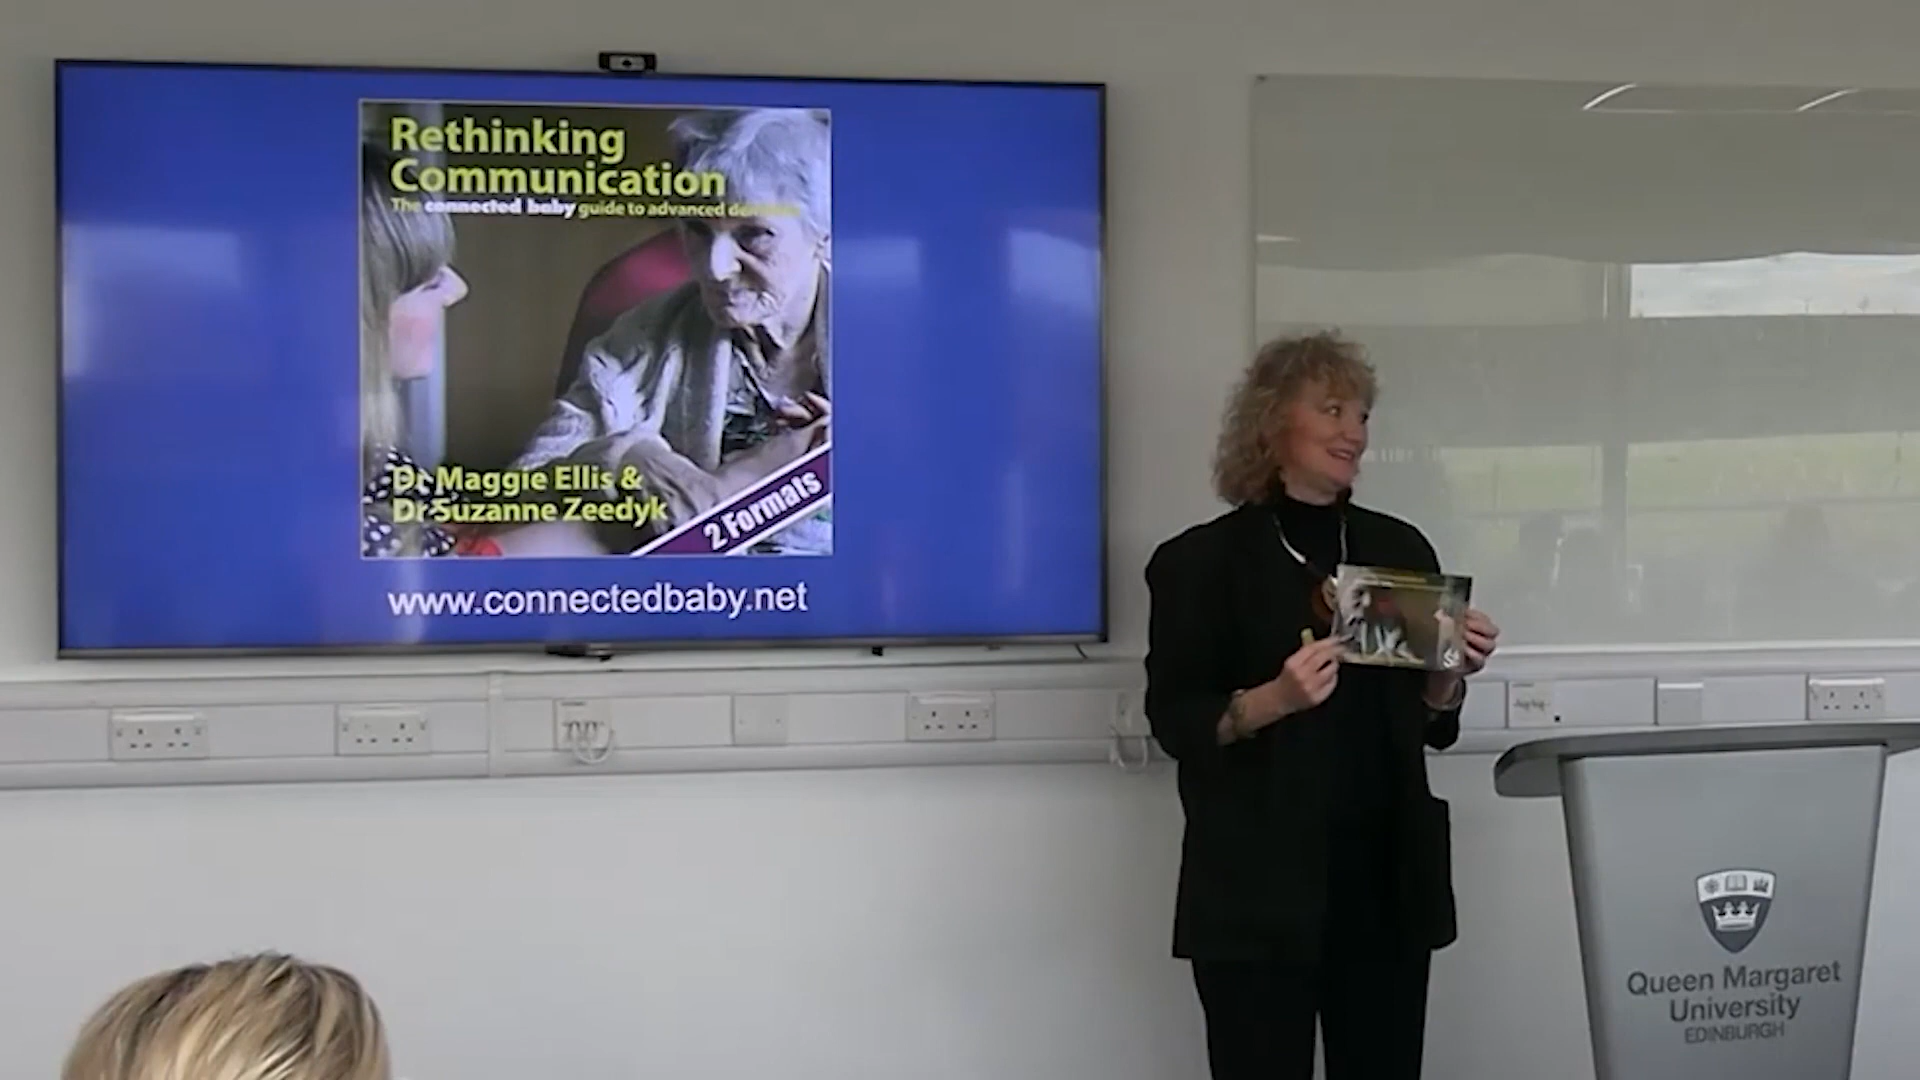 Rethinking
Communication
The connected baby guide to advanced dementia
Dr Maggie Ellis &
Dr Suzanne Zeedyk
2 Formats
www.connectedbaby.net
Queen Margaret
University
EDINBURGH